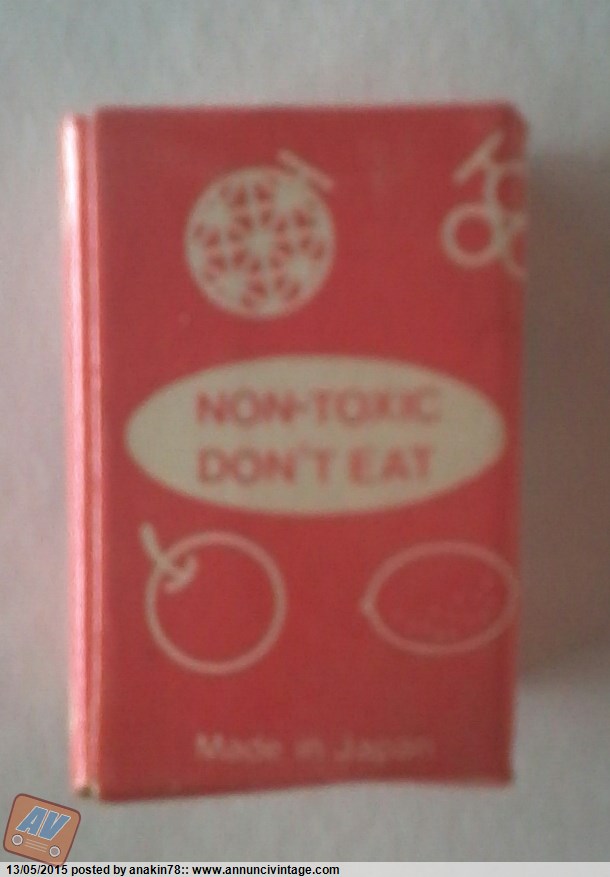 NON-TOXIC
DON'T EAT
Made in Japan
AV
13/05/2015 posted by anakin78:: www.annuncivintage.com